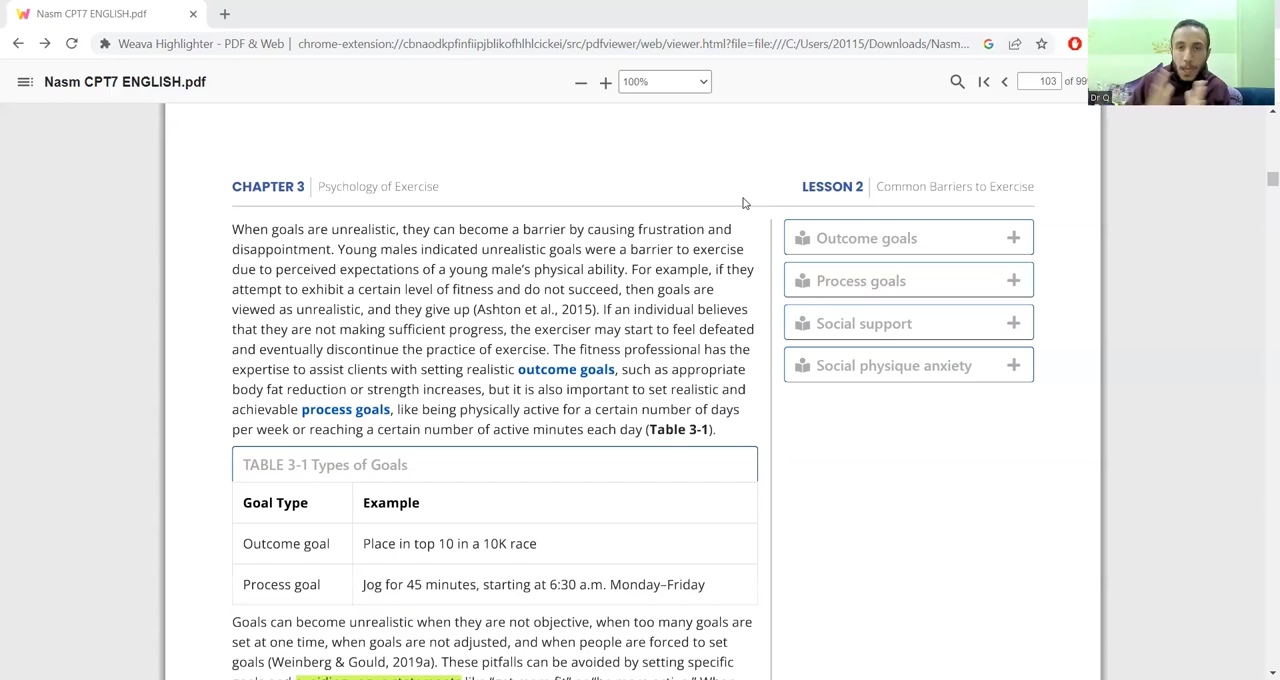 Nasm CPT7 ENGLISH.pdf
Weava Highlighter - PDF & Web | chrome-extension://cbnaodkpfinfiipjblikofhlhlcickei/src/pdfviewer/web/viewer.html?file=file:///C:/Users/20115/Downloads/Nasm...
Nasm CPT7 ENGLISH.pdf
100%
103 of 99
Dr Q
CHAPTER 3 | Psychology of Exercise
LESSON 2 | Common Barriers to Exercise
When goals are unrealistic, they can become a barrier by causing frustration and
disappointment. Young males indicated unrealistic goals were a barrier to exercise
due to perceived expectations of a young male's physical ability. For example, if they
attempt to exhibit a certain level of fitness and do not succeed, then goals are
viewed as unrealistic, and they give up (Ashton et al., 2015). If an individual believes
that they are not making sufficient progress, the exerciser may start to feel defeated
and eventually discontinue the practice of exercise. The fitness professional has the
expertise to assist clients with setting realistic outcome goals, such as appropriate
body fat reduction or strength increases, but it is also important to set realistic and
achievable process goals, like being physically active for a certain number of days
per week or reaching a certain number of active minutes each day (Table 3-1).
TABLE 3-1 Types of Goals
Goal Type Example
Outcome goal Place in top 10 in a 10K race
Process goal Jog for 45 minutes, starting at 6:30 a.m. Monday–Friday
Goals can become unrealistic when they are not objective, when too many goals are
set at one time, when goals are not adjusted, and when people are forced to set
goals (Weinberg & Gould, 2019a). These pitfalls can be avoided by setting specific
Outcome goals
Process goals
Social support
Social physique anxiety